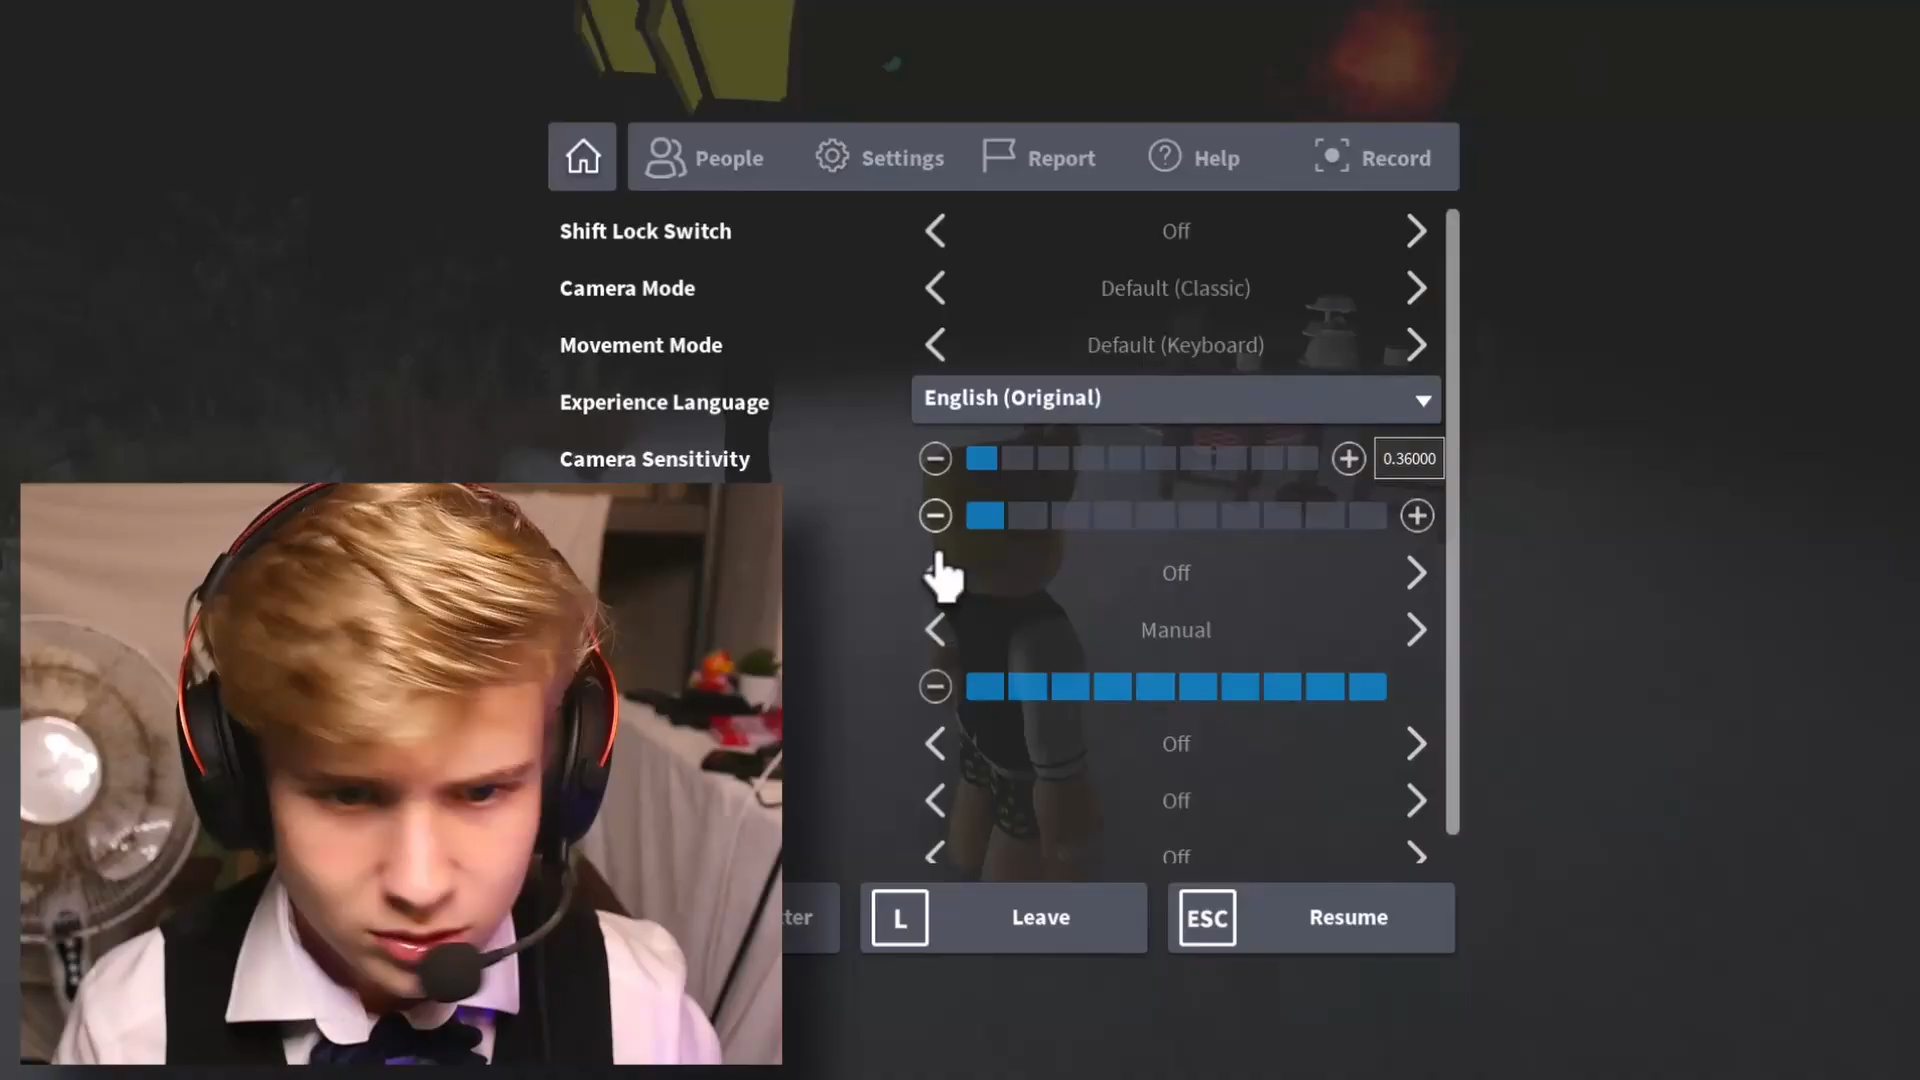 People
Settings
Report
Help
Record
Shift Lock Switch
Off
Camera Mode
Default (Classic)
Movement Mode
Default (Keyboard)
Experience Language
English (Original)
Camera Sensitivity
0.36000
Off
Manual
Off
Off
Off
ter
L
Leave
ESC
Resume